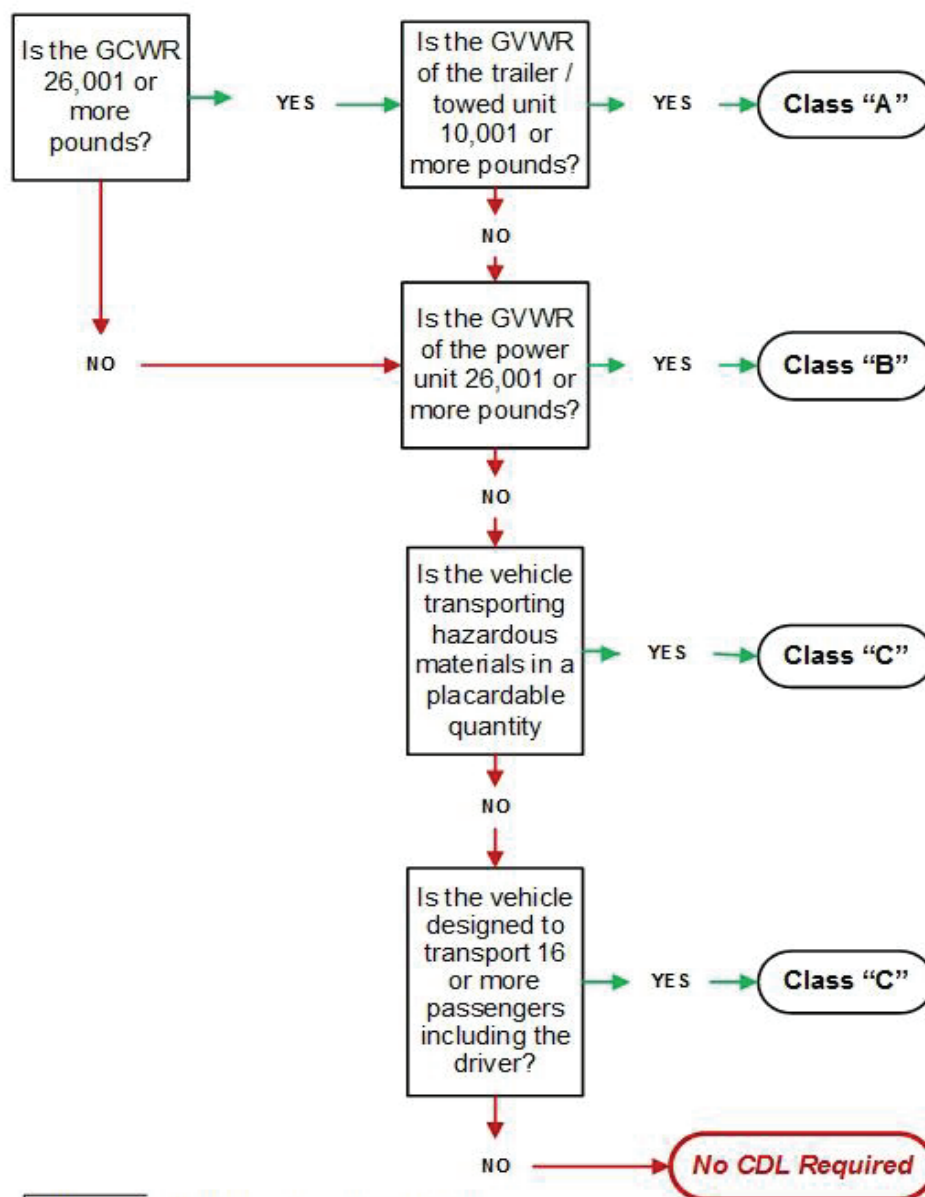 Is the GCWR
26,001 or
more
pounds?
YES
Is the GVWR
of the trailer /
towed unit
10,001 or
more pounds?
YES
Class “A”
NO
NO
Is the GVWR
of the power
unit 26,001 or
more pounds?
YES
Class “B”
NO
Is the vehicle
transporting
hazardous
materials in a
placardable
quantity
YES
Class “C”
NO
Is the vehicle
designed to
transport 16
or more
passengers
including the
driver?
YES
Class “C”
NO
No CDL Required